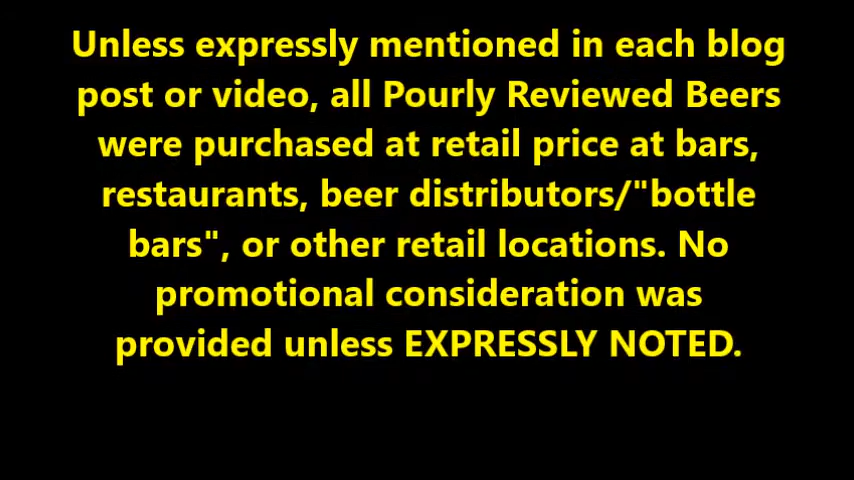 Unless expressly mentioned in each blog
post or video, all Pourly Reviewed Beers
were purchased at retail price at bars,
restaurants, beer distributors/"bottle
bars", or other retail locations. No
promotional consideration was
provided unless EXPRESSLY NOTED.